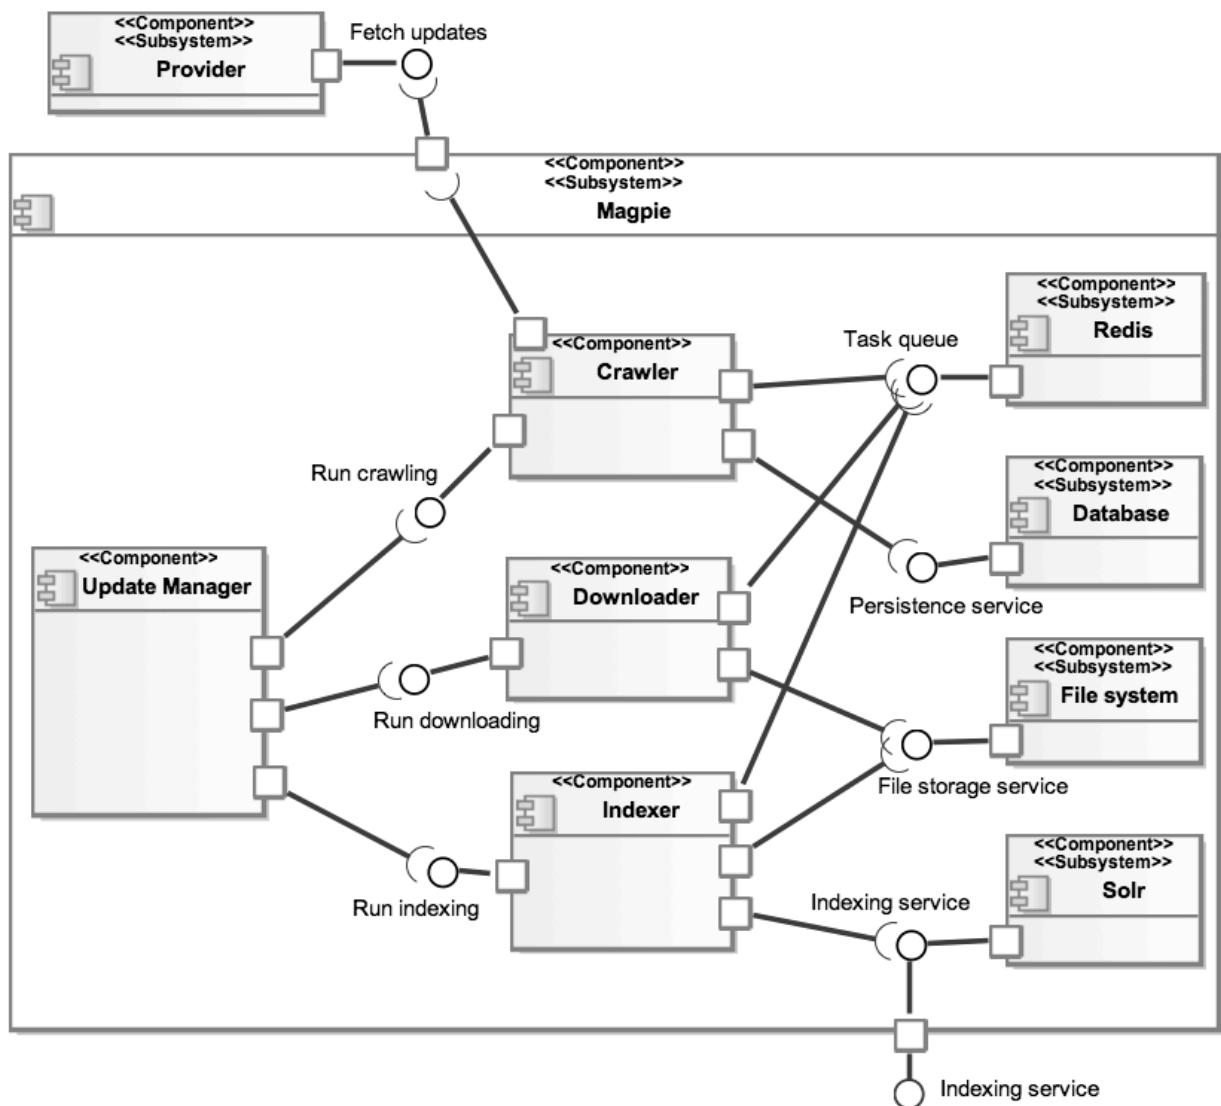 <<Component>>
<<Subsystem>>
Provider
Fetch updates
<<Component>>
<<Subsystem>>
Magpie
<<Component>>
<<Subsystem>>
Redis
Task queue
<<Component>>
Crawler
Run crawling
<<Component>>
<<Subsystem>>
Database
Persistence service
<<Component>>
Update Manager
<<Component>>
Downloader
Run downloading
<<Component>>
<<Subsystem>>
File system
File storage service
<<Component>>
Indexer
Run indexing
<<Component>>
<<Subsystem>>
Solr
Indexing service
Indexing service